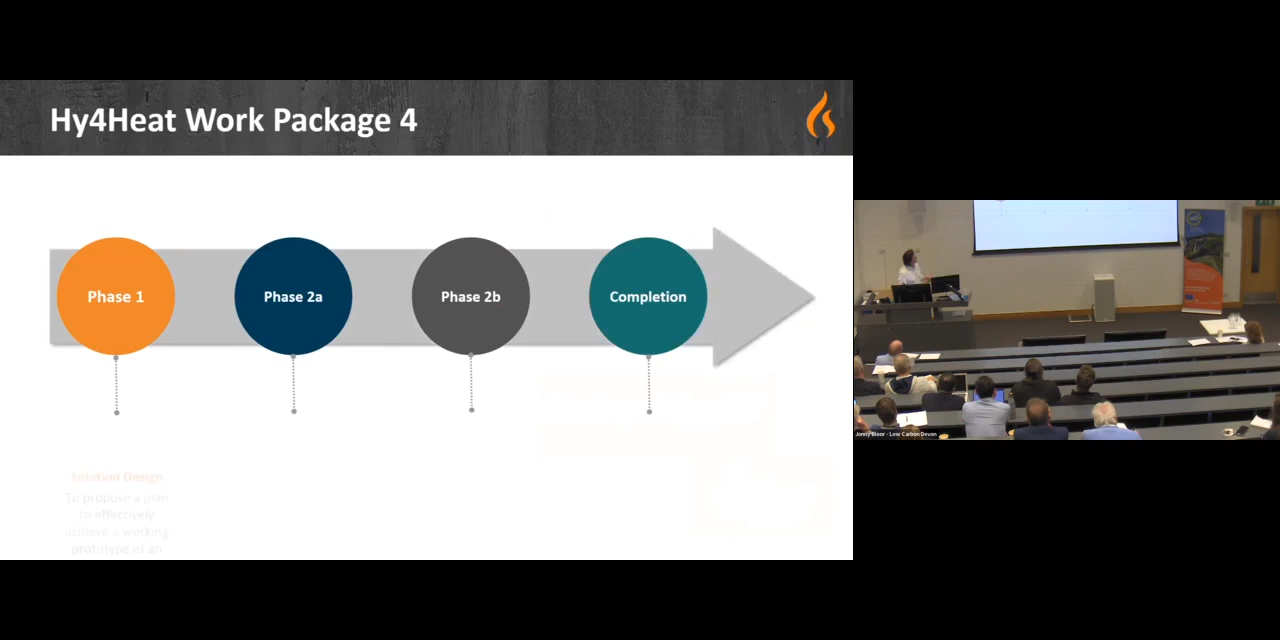 Hy4Heat Work Package 4
Phase 1
Phase 2a
Phase 2b
Completion
Solution Design
To propose a plan
to effectively
achieve a working
prototype of an
Jonny Bloor - Low Carbon Devon